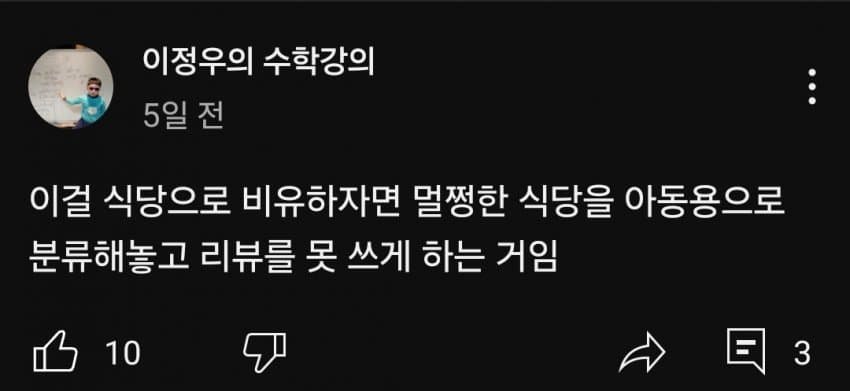 이정우의 수학강의
5일 전
이걸 식당으로 비유하자면 멀쩡한 식당을 아동용으로
분류해놓고 리뷰를 못 쓰게 하는 거임
10
3